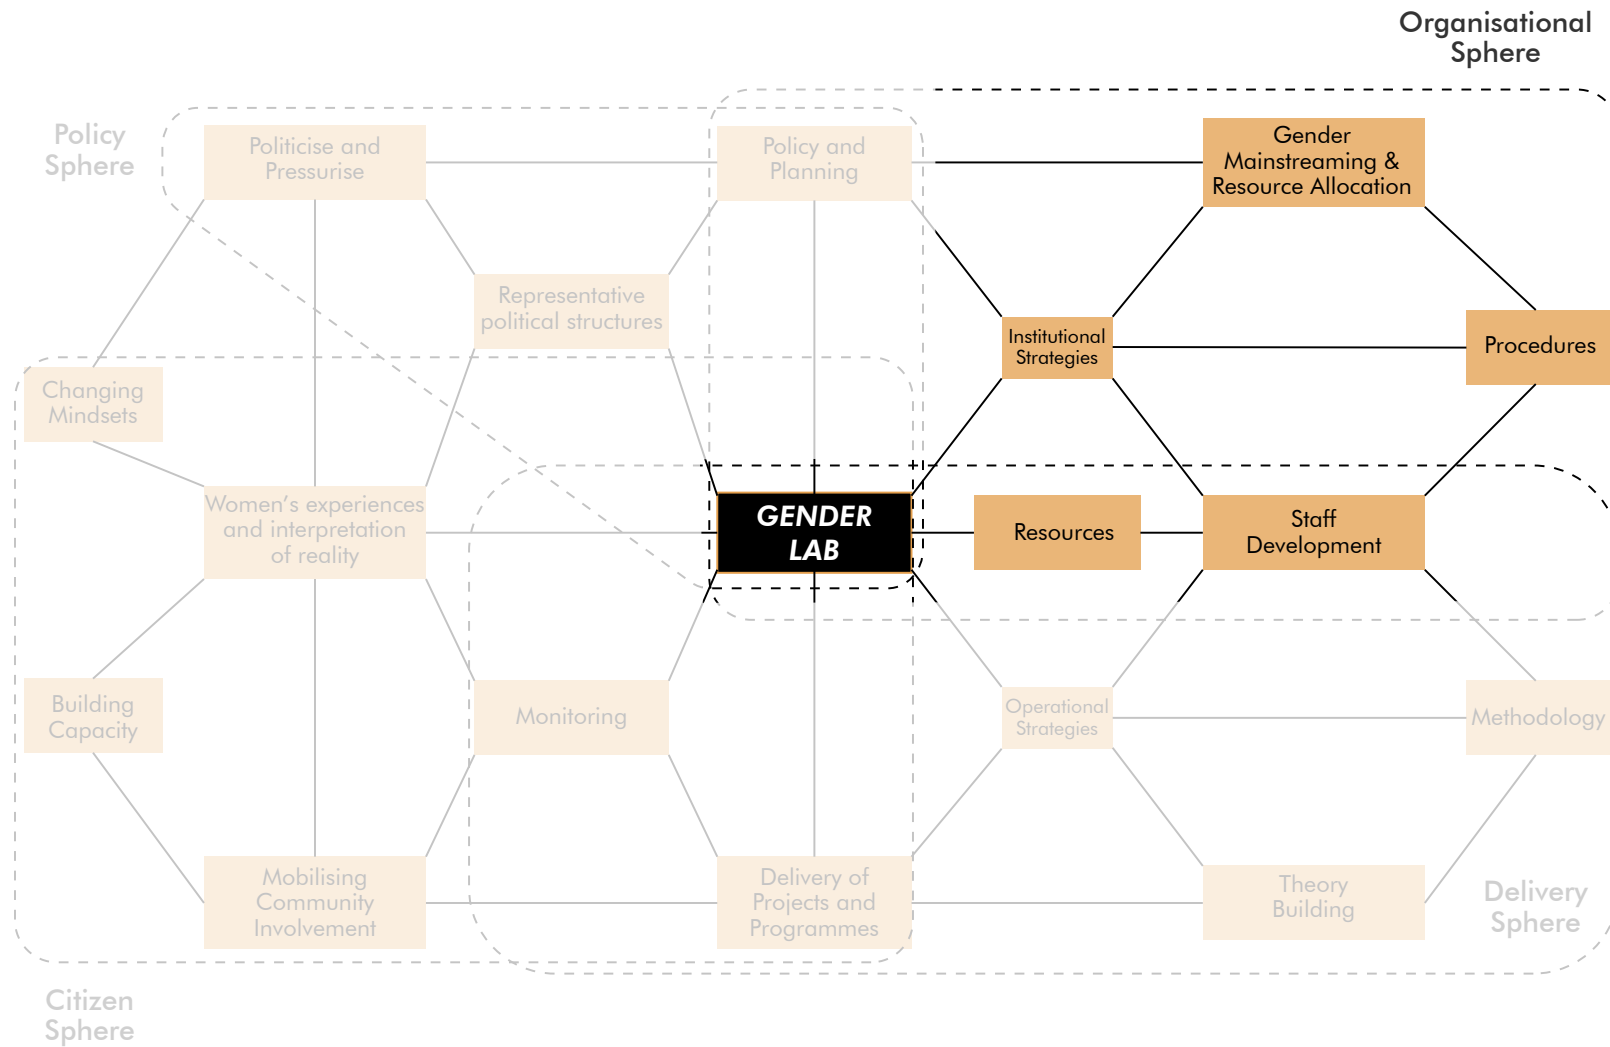 Organisational
Sphere
Policy
Sphere
Politicise and
Pressurise
Policy and
Planning
Gender
Mainstreaming &
Resource Allocation
Representative
political structures
Institutional
Strategies
Procedures
Changing
Mindsets
Women's experiences
and interpretation
of reality
GENDER
LAB
Resources
Staff
Development
Building
Capacity
Monitoring
Operational
Strategies
Methodology
Mobilising
Community
Involvement
Delivery of
Projects and
Programmes
Theory
Building
Delivery
Sphere
Citizen
Sphere